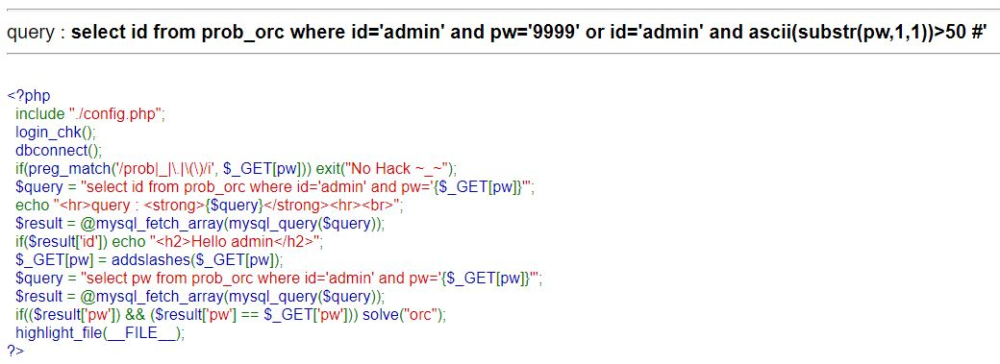 query : select id from prob_orc where id='admin' and pw='9999' or id='admin' and ascii(substr(pw,1,1))>50 #'
<?php
include "./config.php";
login_chk();
dbconnect();
if(preg_match('/prob|_|\.|\(\)/i', $_GET[pw])) exit("No Hack ~_~");
$query = "select id from prob_orc where id='admin' and pw='{$_GET[pw]}'";
echo "<hr>query : <strong>{$query}</strong><hr><br>";
$result = @mysql_fetch_array(mysql_query($query));
if($result['id']) echo "<h2>Hello admin</h2>";
$_GET[pw] = addslashes($_GET[pw]);
$query = "select pw from prob_orc where id='admin' and pw='{$_GET[pw]}'";
$result = @mysql_fetch_array(mysql_query($query));
if(($result['pw']) && ($result['pw'] == $_GET['pw'])) solve("orc");
highlight_file(__FILE__);
?>